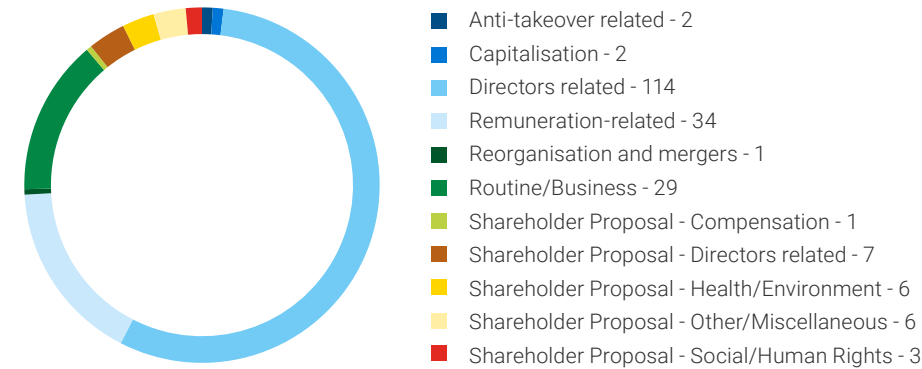 Anti-takeover related - 2
Capitalisation - 2
Directors related - 114
Remuneration-related - 34
Reorganisation and mergers - 1
Routine/Business - 29
Shareholder Proposal - Compensation - 1
Shareholder Proposal - Directors related - 7
Shareholder Proposal - Health/Environment - 6
Shareholder Proposal - Other/Miscellaneous - 6
Shareholder Proposal - Social/Human Rights - 3